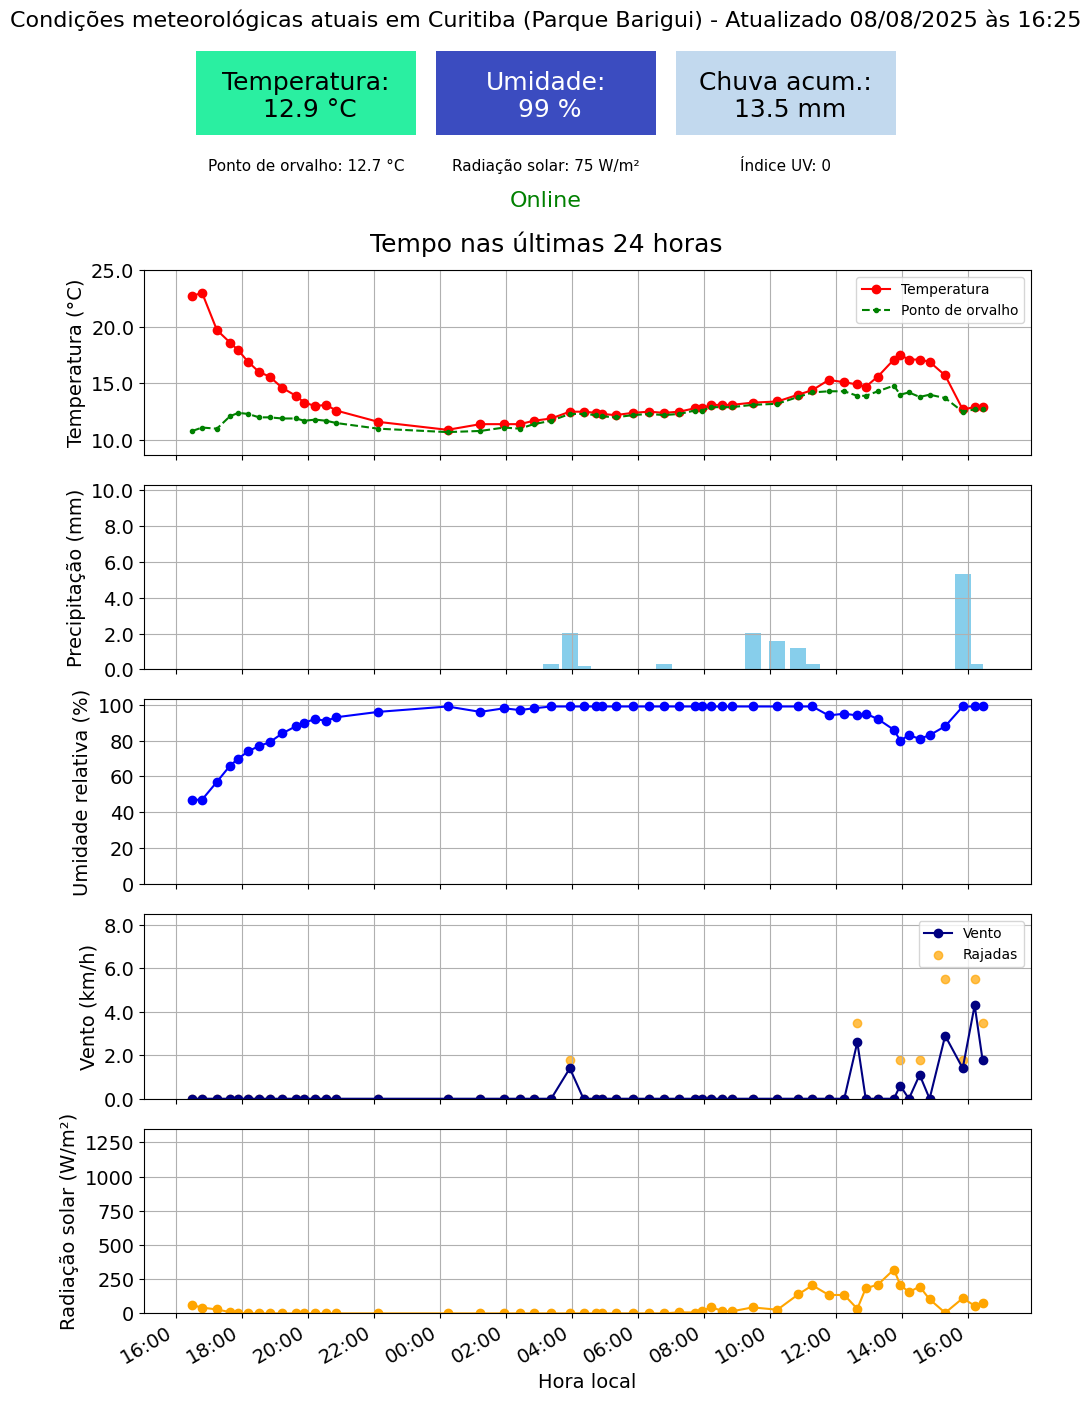 Condições meteorológicas atuais em Curitiba (Parque Barigui) - Atualizado 08/08/2025 às 16:25
Temperatura:
12.9 °C
Umidade:
99 %
Chuva acum.:
13.5 mm
Ponto de orvalho: 12.7 °C
Radiação solar: 75 W/m²
Índice UV: 0
Online
Tempo nas últimas 24 horas
Temperatura (°C)
25.0
20.0
15.0
10.0
Temperatura
Ponto de orvalho
Precipitação (mm)
10.0
8.0
6.0
4.0
2.0
0.0
Umidade relativa (%)
100
80
60
40
20
0
Vento (km/h)
8.0
6.0
4.0
2.0
0.0
Vento
Rajadas
Radiação solar (W/m²)
1250
1000
750
500
250
0
16:00 18:00 20:00 22:00 00:00 02:00 04:00 06:00 08:00 10:00 12:00 14:00 16:00
Hora local